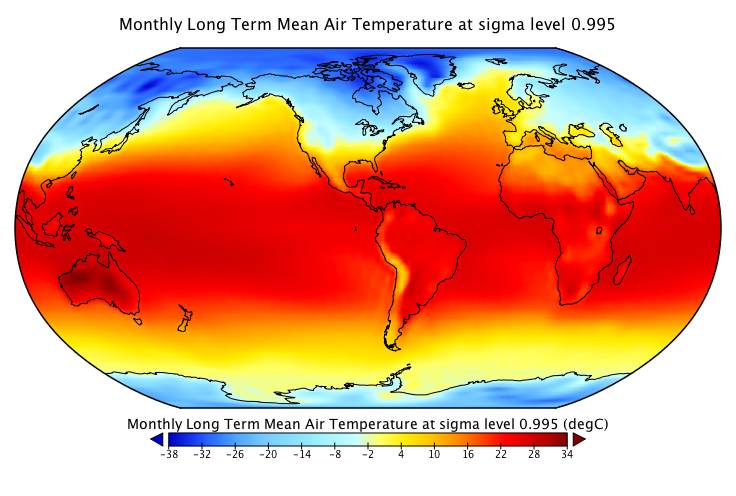 Monthly Long Term Mean Air Temperature at sigma level 0.995
Monthly Long Term Mean Air Temperature at sigma level 0.995 (degC)
-38 -32 -26 -20 -14 -8 -2 4 10 16 22 28 34